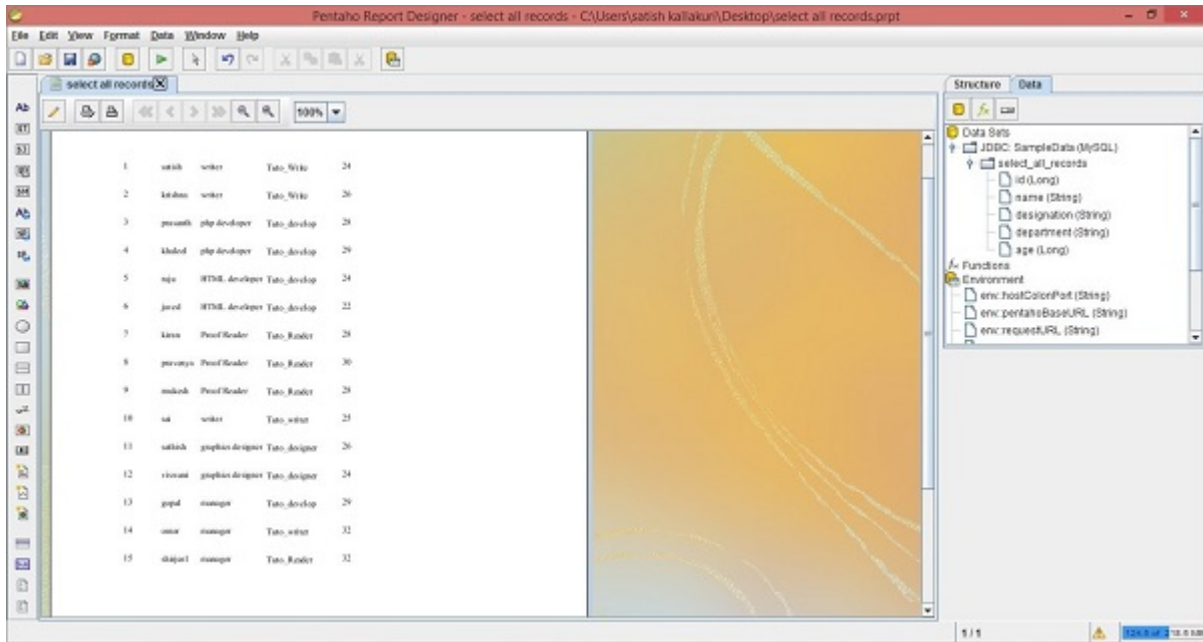 Pentaho Report Designer - select all records - C:\Users\satish kallakuri\Desktop\select all records.prpt
File Edit View Format Data Window Help
select all records
100%
1 satish writer Tuto_Write 24
2 krishna writer Tuto_Write 26
3 prasanth php developer Tuto_develop 28
4 khaled php developer Tuto_develop 29
5 raju HTML developer Tuto_develop 24
6 javed HTML developer Tuto_develop 22
7 kiran Proof Reader Tuto_Reader 28
8 Proof Reader Tuto_Reader 30
9 mukesh Proof Reader Tuto_Reader 28
10 sai writer Tuto_writer 25
11 sathish graphics designer Tuto_designer 26
12 graphics designer Tuto_designer 24
13 gopal manager Tuto_develop 29
14 omar manager Tuto_writer 32
15 manager Tuto_Reader 32
Structure Data
Data Sets
JDBC: SampleData (MySQL)
select_all_records
id (Long)
name (String)
designation (String)
department (String)
age (Long)
Functions
Environment
env::hostColonPort (String)
env::pentahoBaseURL (String)
env::requestURL (String)
1 / 1